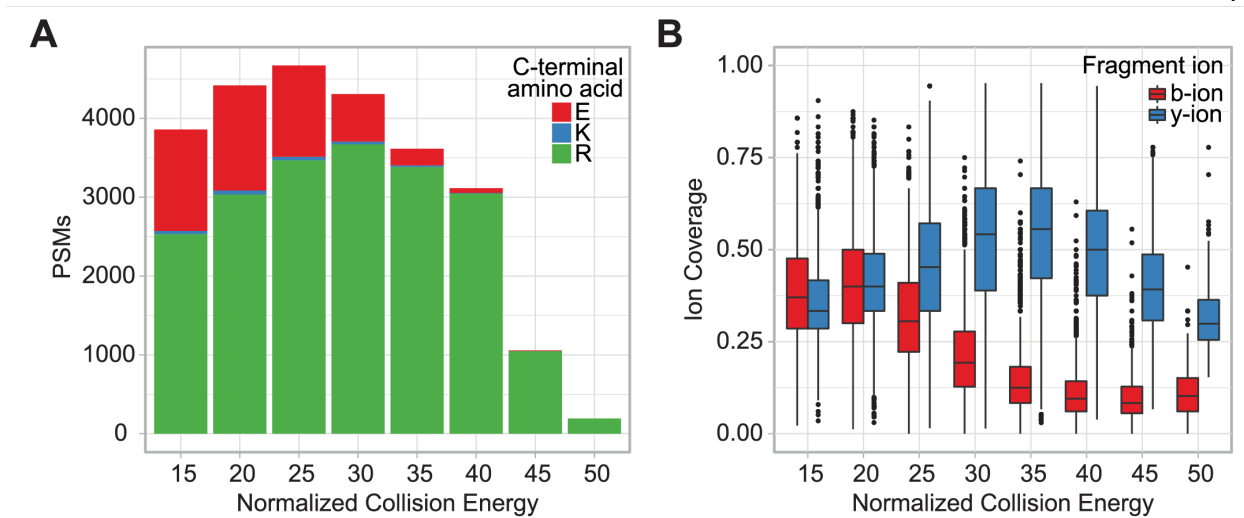 A
C-terminal
amino acid
E
K
R
PSMs
4000
3000
2000
1000
0
15 20 25 30 35 40 45 50
Normalized Collision Energy
B
Fragment ion
b-ion
y-ion
Ion Coverage
1.00
0.75
0.50
0.25
0.00
15 20 25 30 35 40 45 50
Normalized Collision Energy